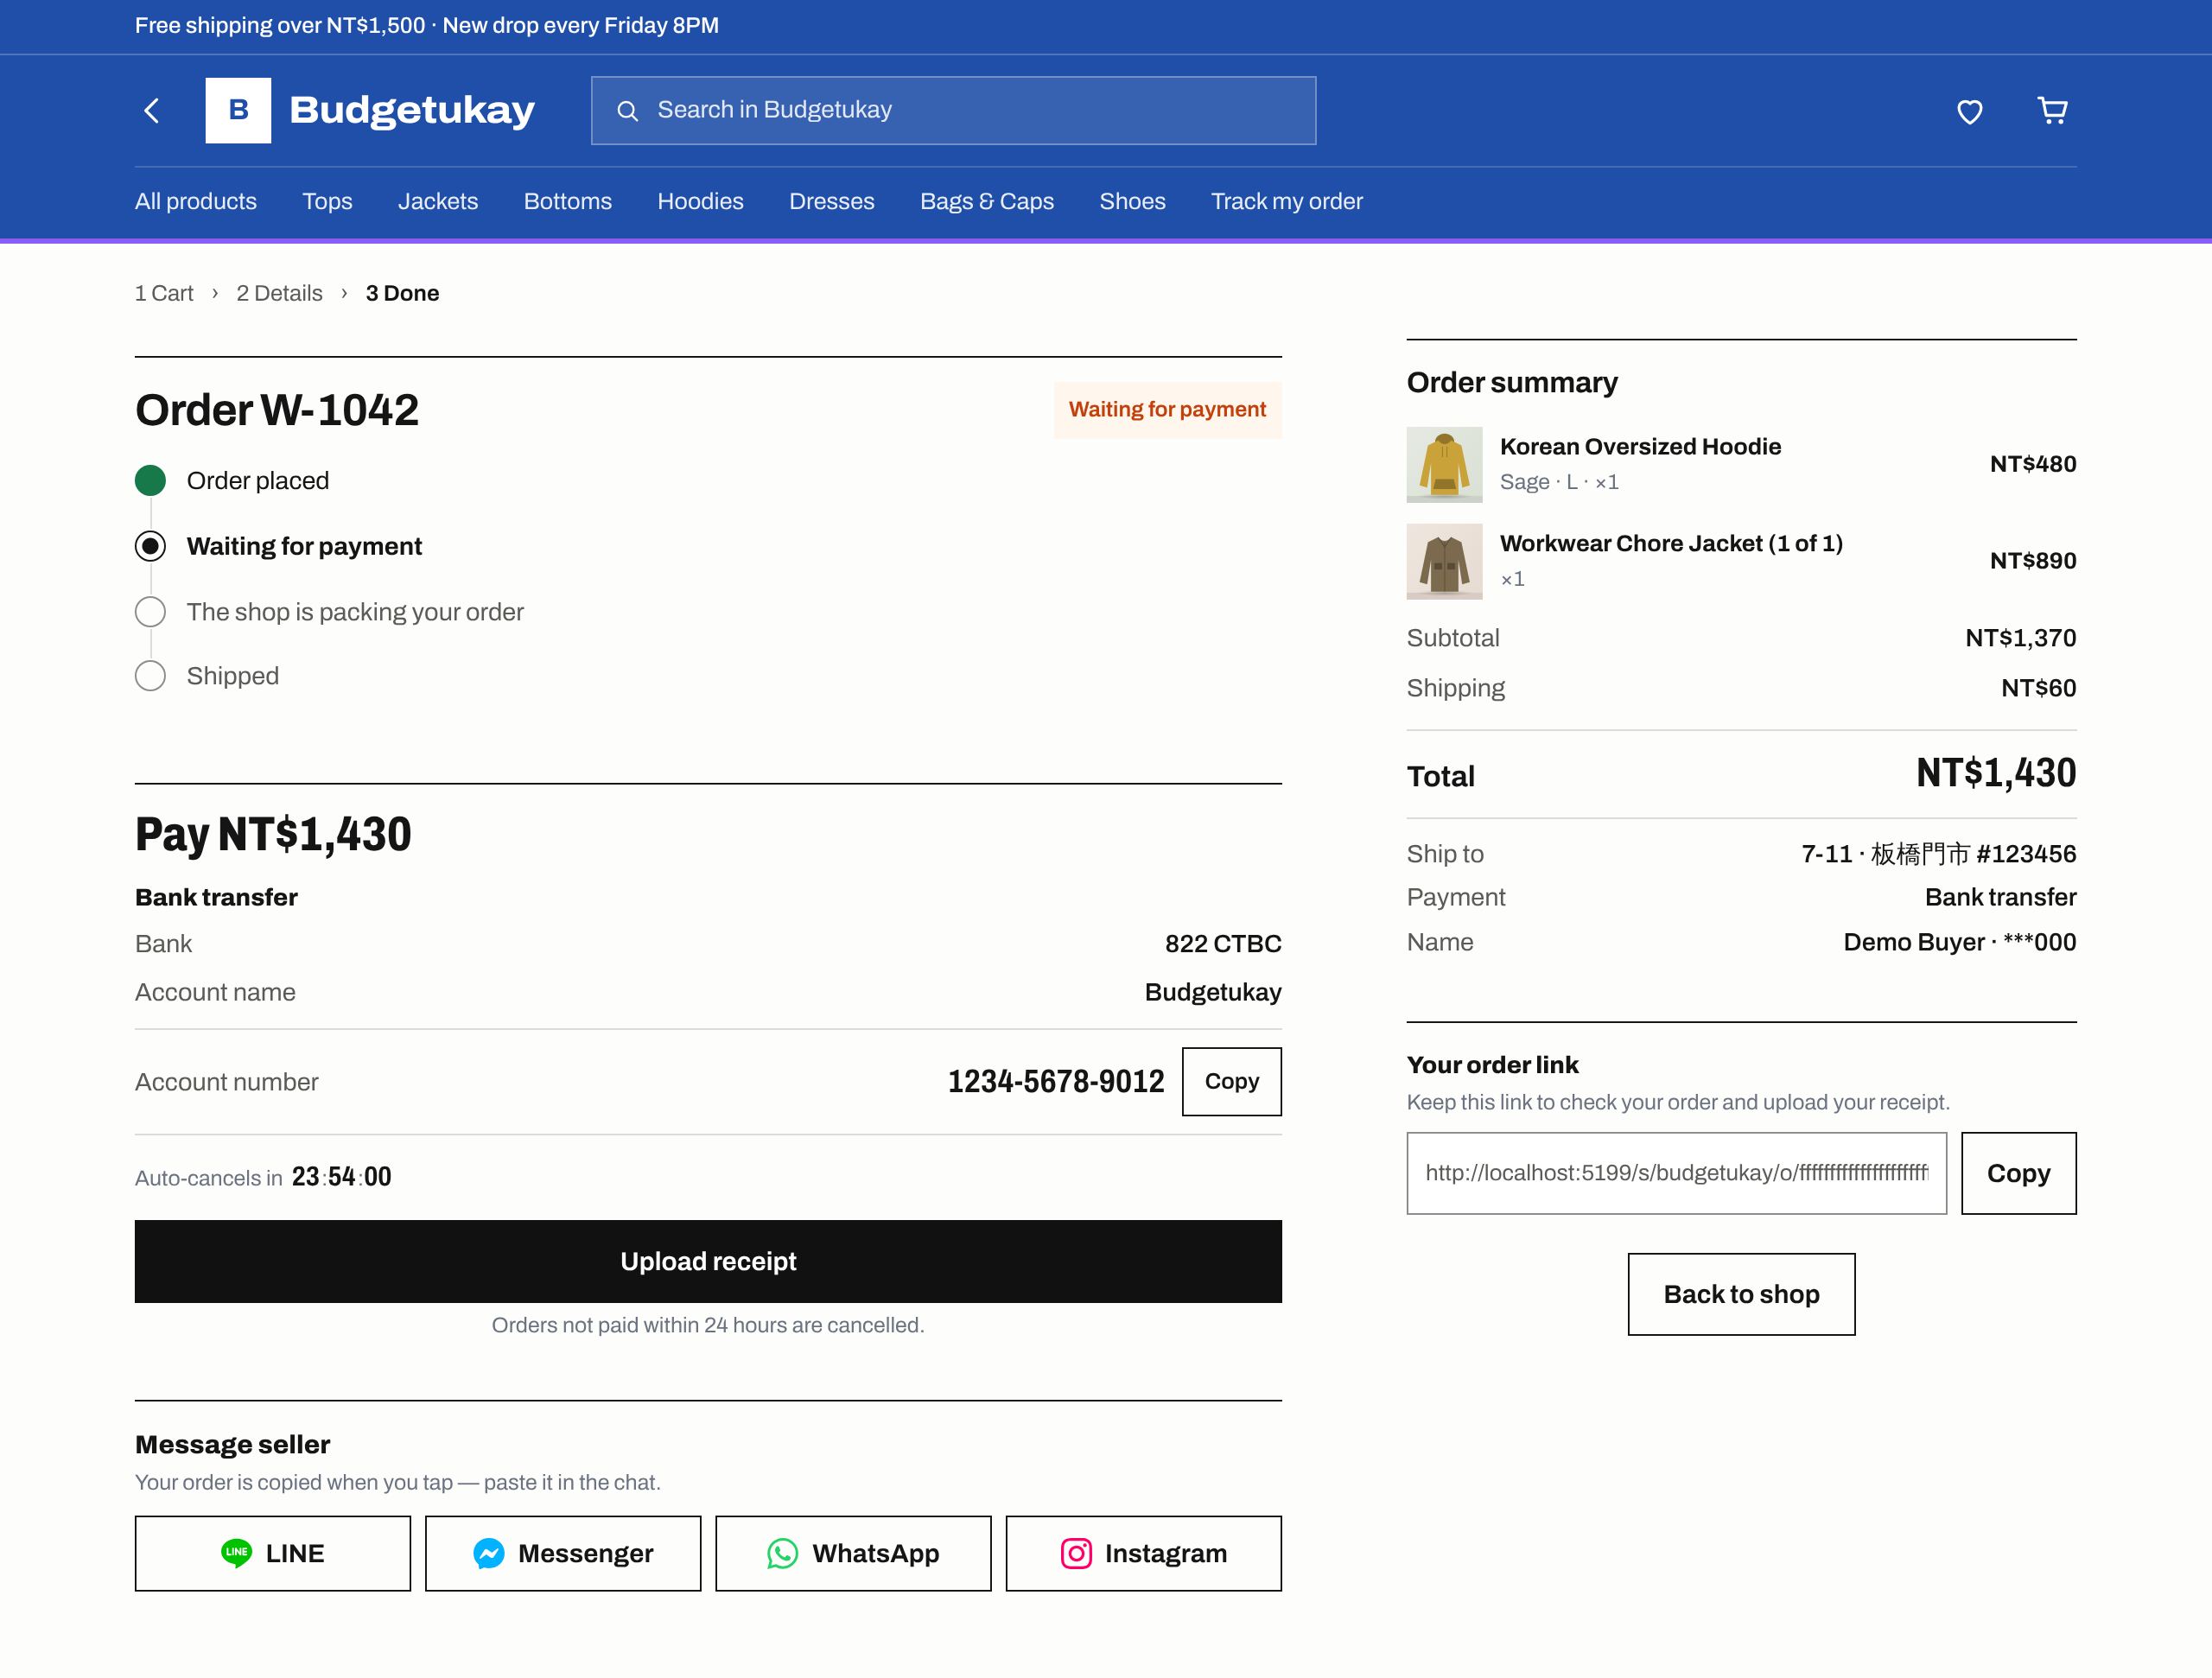 Free shipping over NT$1,500 · New drop every Friday 8PM
B
Budgetukay
Search in Budgetukay
All products
Tops
Jackets
Bottoms
Hoodies
Dresses
Bags & Caps
Shoes
Track my order
1 Cart › 2 Details › 3 Done
Order W-1042
Waiting for payment
Order placed
Waiting for payment
The shop is packing your order
Shipped
Pay NT$1,430
Bank transfer
Bank 822 CTBC
Account name Budgetukay
Account number 1234-5678-9012 Copy
Auto-cancels in 23:54:00
Upload receipt
Orders not paid within 24 hours are cancelled.
Message seller
Your order is copied when you tap — paste it in the chat.
LINE LINE
Messenger
WhatsApp
Instagram
Order summary
Korean Oversized Hoodie
Sage · L · ×1
NT$480
Workwear Chore Jacket (1 of 1)
×1
NT$890
Subtotal NT$1,370
Shipping NT$60
Total NT$1,430
Ship to 7-11 · 板橋門市 #123456
Payment Bank transfer
Name Demo Buyer · ***000
Your order link
Keep this link to check your order and upload your receipt.
http://localhost:5199/s/budgetukay/o/
Copy
Back to shop